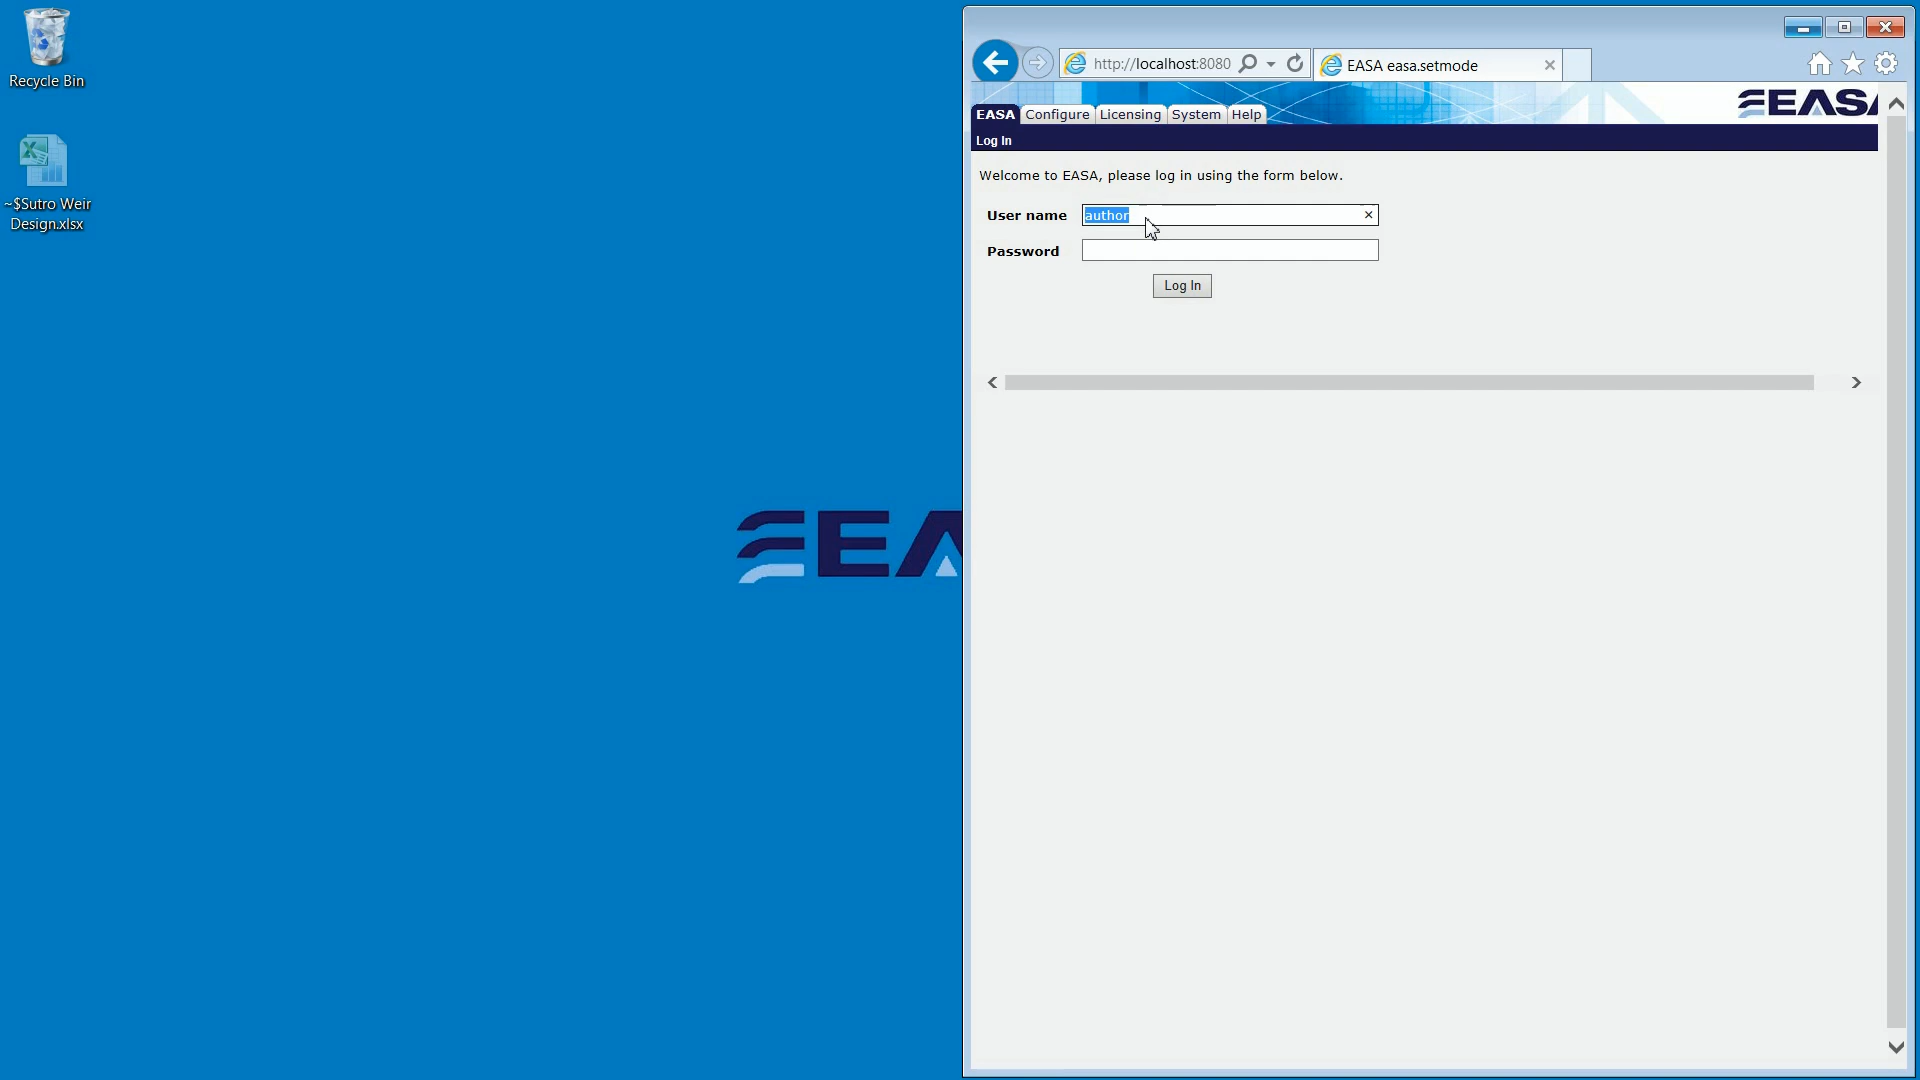 Recycle Bin
~$Sutro Weir
Design.xlsx
http://localhost:8080
EASA easa.setmode
EASA
EASA Configure Licensing System Help
Log In
Welcome to EASA, please log in using the form below.
User name author
Password
Log In
EA